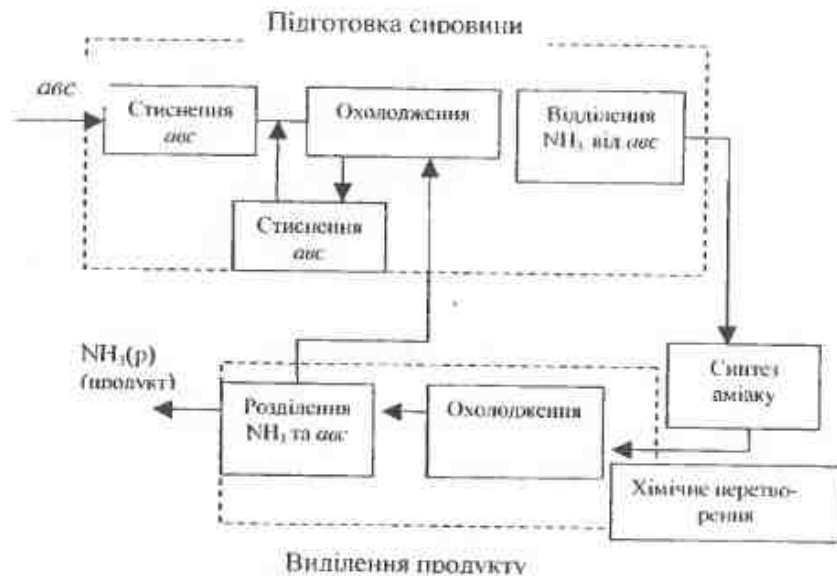 Підготовка сировини
авс
Стиснення
авс
Охолодження
Відділення
NH₃ від авс
Стиснення
авс
NH₃(р)
(продукт)
Розділення
NH₃ та авс
Охолодження
Синтез
аміаку
Хімічне перетво-
рення
Виділення продукту